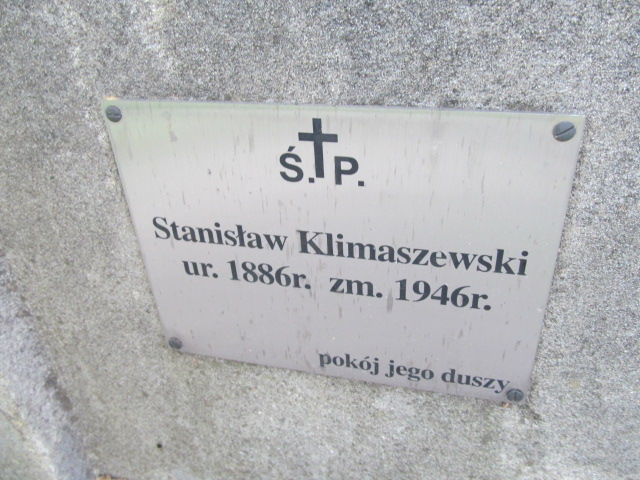 Ś.†P.
Stanisław Klimaszewski
ur. 1886r. zm. 1946r.
pokój jego duszy